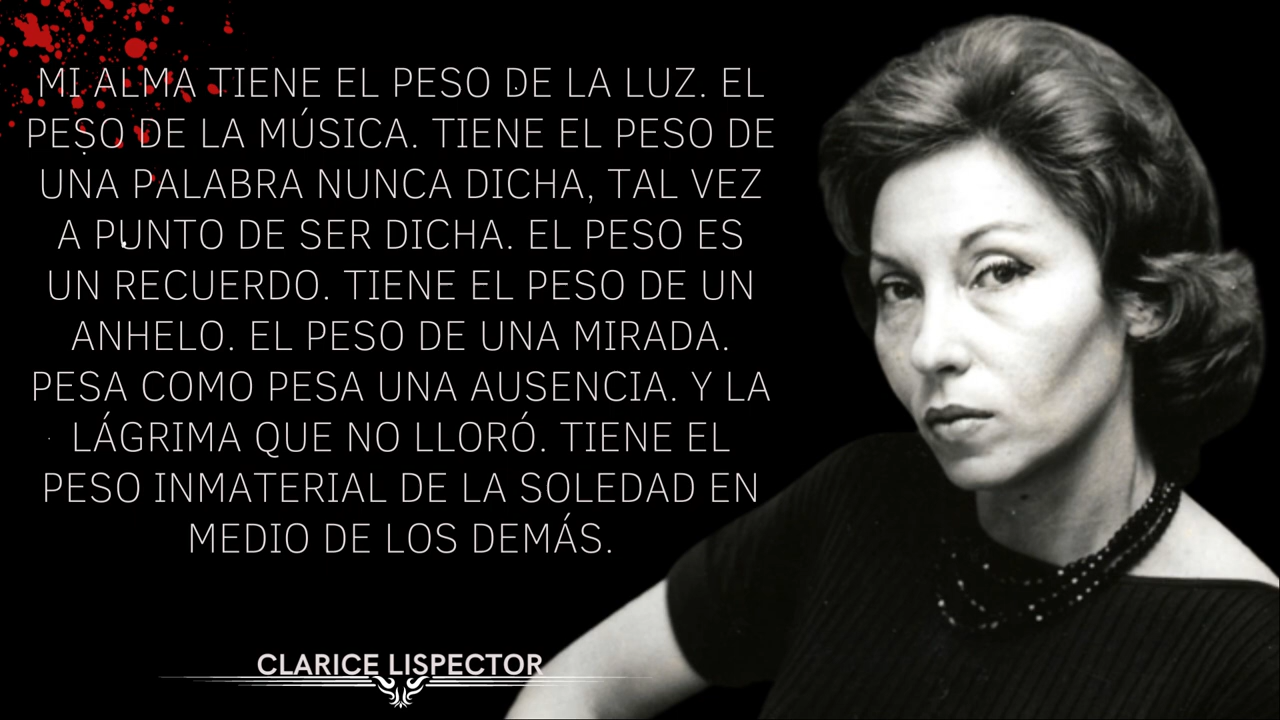 MI ALMA TIENE EL PESO DE LA LUZ. EL
PESO DE LA MÚSICA. TIENE EL PESO DE
UNA PALABRA NUNCA DICHA, TAL VEZ
A PUNTO DE SER DICHA. EL PESO ES
UN RECUERDO. TIENE EL PESO DE UN
ANHELO. EL PESO DE UNA MIRADA.
PESA COMO PESA UNA AUSENCIA. Y LA
LÁGRIMA QUE NO LLORÓ. TIENE EL
PESO INMATERIAL DE LA SOLEDAD EN
MEDIO DE LOS DEMÁS.
CLARICE LISPECTOR